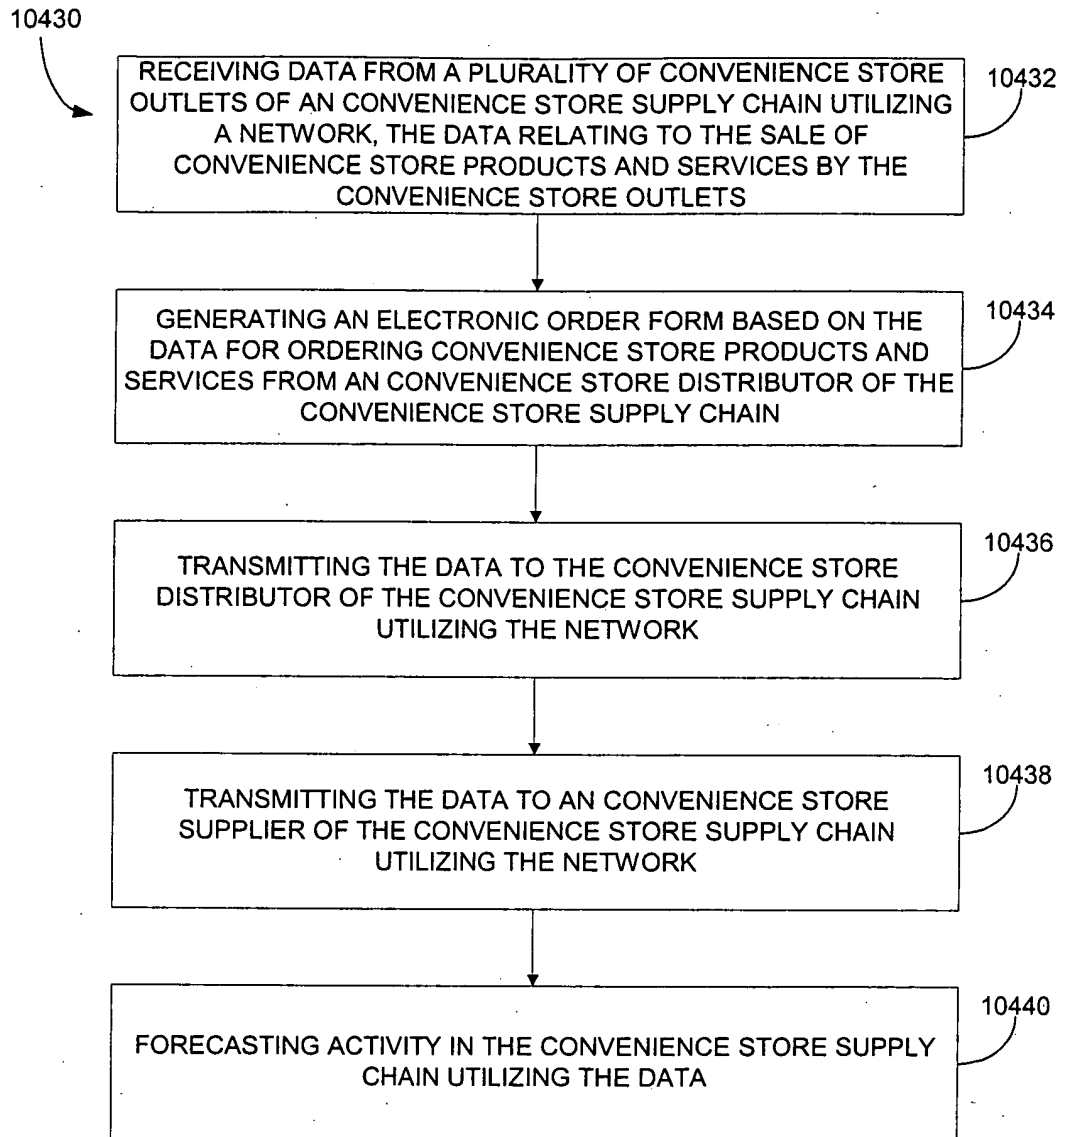 10430
RECEIVING DATA FROM A PLURALITY OF CONVENIENCE STORE
OUTLETS OF AN CONVENIENCE STORE SUPPLY CHAIN UTILIZING
A NETWORK, THE DATA RELATING TO THE SALE OF
CONVENIENCE STORE PRODUCTS AND SERVICES BY THE
CONVENIENCE STORE OUTLETS
10432
GENERATING AN ELECTRONIC ORDER FORM BASED ON THE
DATA FOR ORDERING CONVENIENCE STORE PRODUCTS AND
SERVICES FROM AN CONVENIENCE STORE DISTRIBUTOR OF THE
CONVENIENCE STORE SUPPLY CHAIN
10434
TRANSMITTING THE DATA TO THE CONVENIENCE STORE
DISTRIBUTOR OF THE CONVENIENCE STORE SUPPLY CHAIN
UTILIZING THE NETWORK
10436
TRANSMITTING THE DATA TO AN CONVENIENCE STORE
SUPPLIER OF THE CONVENIENCE STORE SUPPLY CHAIN
UTILIZING THE NETWORK
10438
FORECASTING ACTIVITY IN THE CONVENIENCE STORE SUPPLY
CHAIN UTILIZING THE DATA
10440